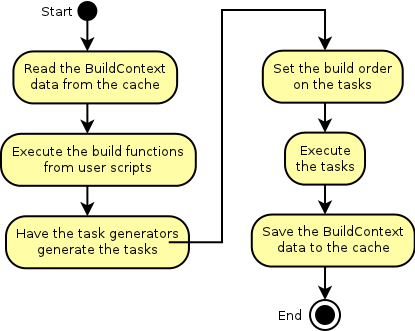 Start
Read the BuildContext
data from the cache
Execute the build functions
from user scripts
Have the task generators
generate the tasks
Set the build order
on the tasks
Execute
the tasks
Save the BuildContext
data to the cache
End